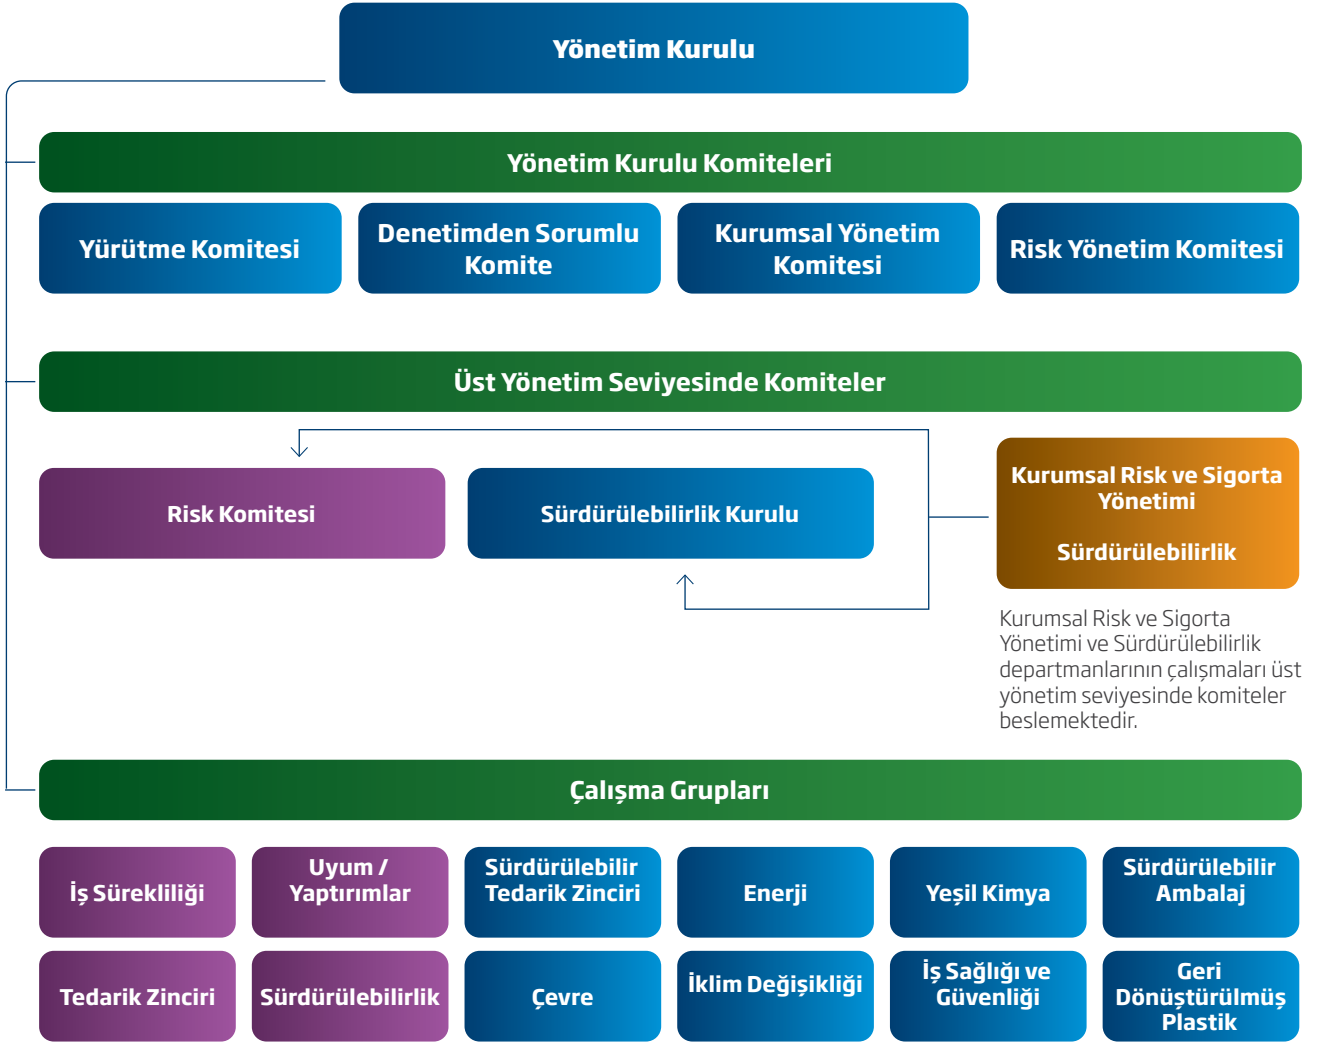 Yönetim Kurulu
Yönetim Kurulu Komiteleri
Yürütme Komitesi
Denetimden Sorumlu
Komite
Kurumsal Yönetim
Komitesi
Risk Yönetim Komitesi
Üst Yönetim Seviyesinde Komiteler
Risk Komitesi
Sürdürülebilirlik Kurulu
Kurumsal Risk ve Sigorta
Yönetimi
Sürdürülebilirlik
Kurumsal Risk ve Sigorta
Yönetimi ve Sürdürülebilirlik
departmanlarının çalışmaları üst
yönetim seviyesinde komiteler
beslemektedir.
Çalışma Grupları
İş Sürekliliği
Uyum /
Yaptırımlar
Sürdürülebilir
Tedarik Zinciri
Enerji
Yeşil Kimya
Sürdürülebilir
Ambalaj
Tedarik Zinciri
Sürdürülebilirlik
Çevre
İklim Değişikliği
İş Sağlığı ve
Güvenliği
Geri
Dönüştürülmüş
Plastik